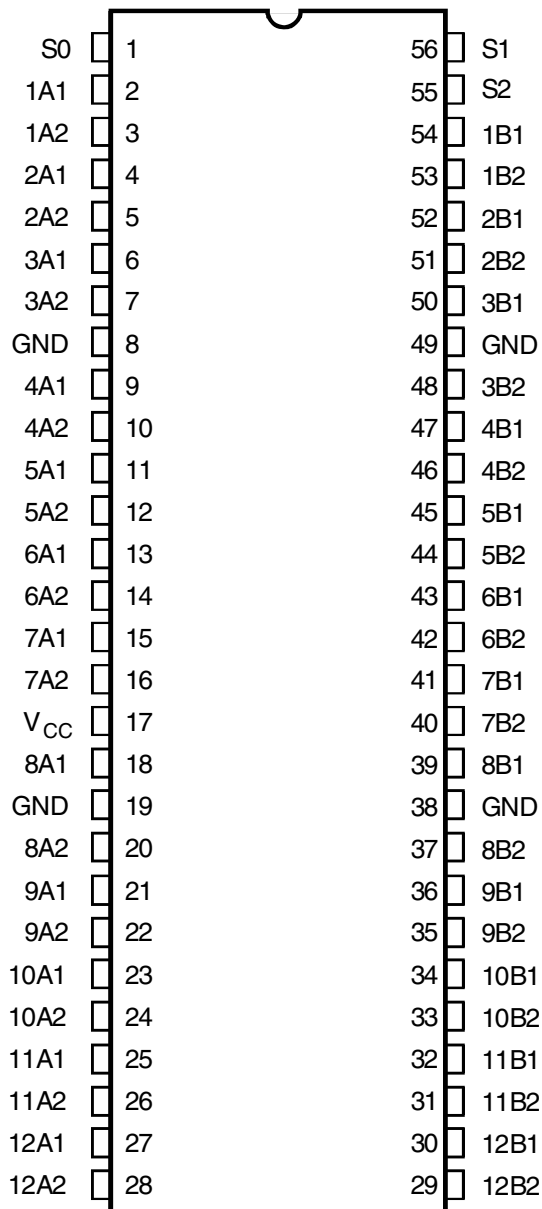 S0 1 56 S1
1A1 2 55 S2
1A2 3 54 1B1
2A1 4 53 1B2
2A2 5 52 2B1
3A1 6 51 2B2
3A2 7 50 3B1
GND 8 49 GND
4A1 9 48 3B2
4A2 10 47 4B1
5A1 11 46 4B2
5A2 12 45 5B1
6A1 13 44 5B2
6A2 14 43 6B1
7A1 15 42 6B2
7A2 16 41 7B1
VCC 17 40 7B2
8A1 18 39 8B1
GND 19 38 GND
8A2 20 37 8B2
9A1 21 36 9B1
9A2 22 35 9B2
10A1 23 34 10B1
10A2 24 33 10B2
11A1 25 32 11B1
11A2 26 31 11B2
12A1 27 30 12B1
12A2 28 29 12B2